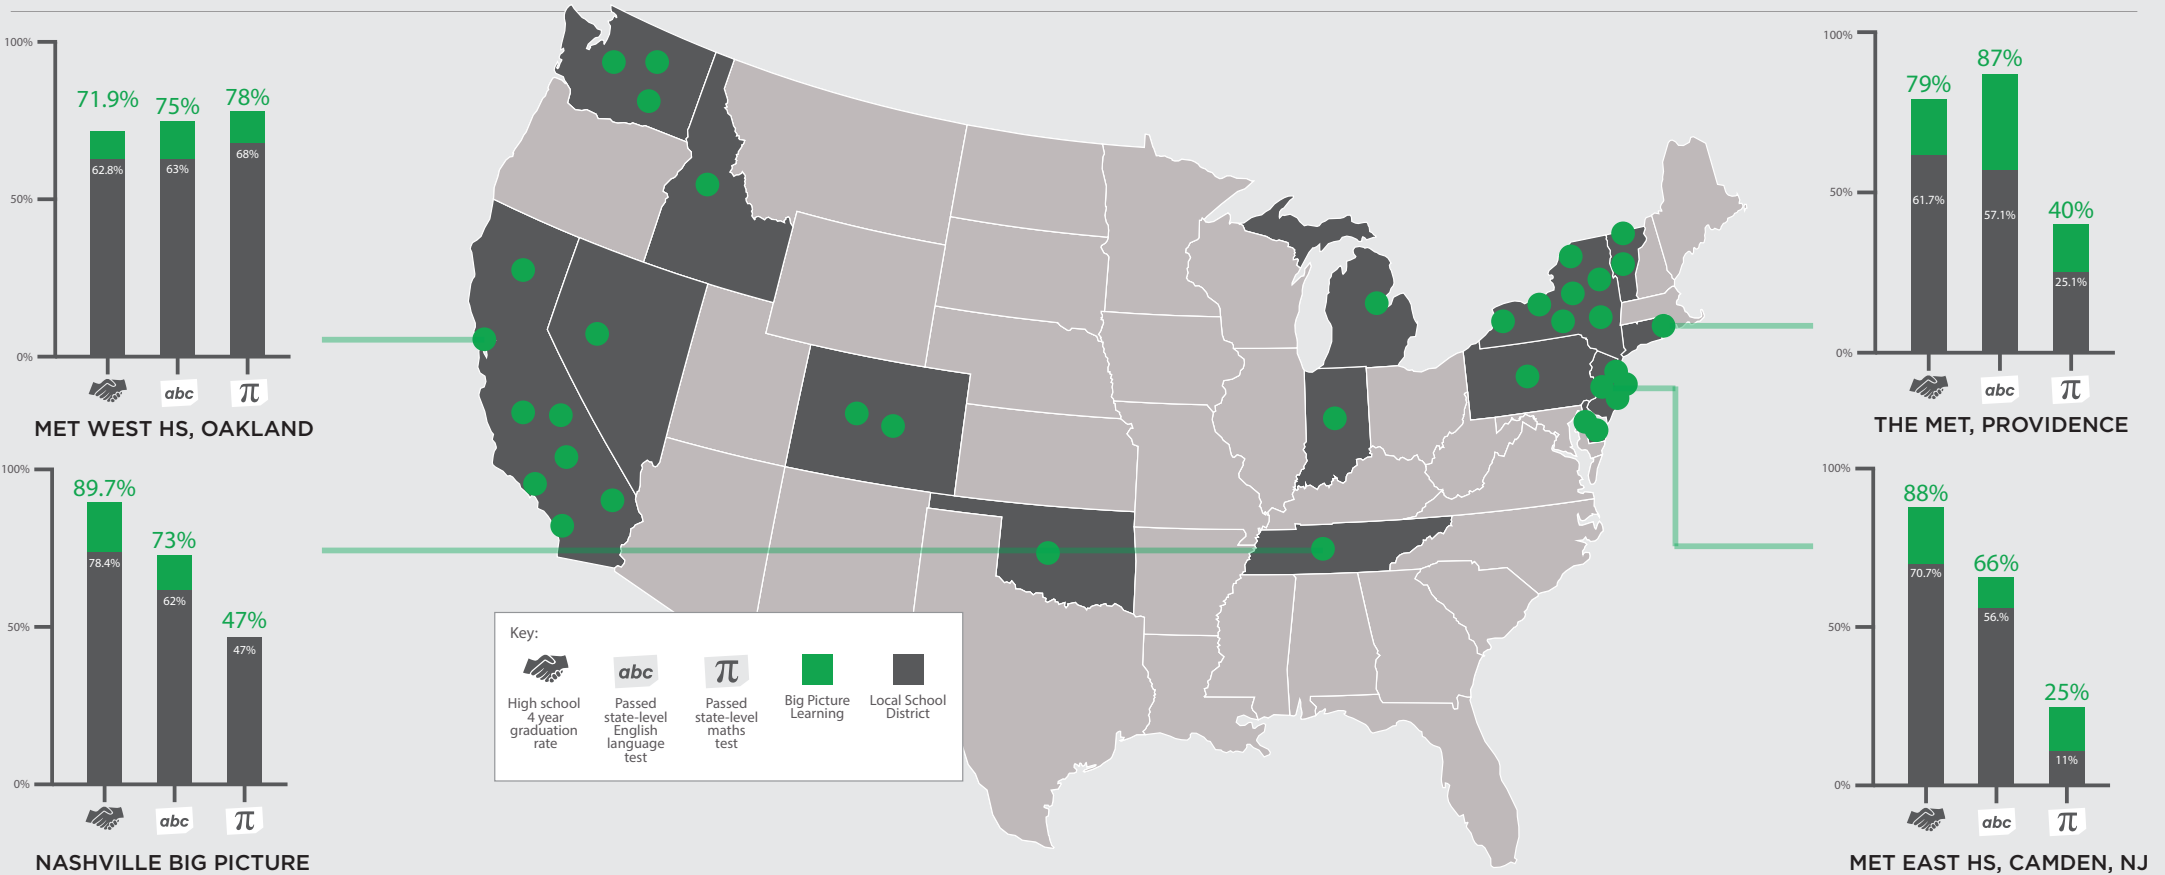 100%
50%
0%
71.9%
75%
78%
62.8%
63%
68%
abc
π
MET WEST HS, OAKLAND
100%
50%
0%
89.7%
73%
47%
78.4%
62%
47%
abc
π
NASHVILLE BIG PICTURE
Key:
abc
π
High school
4 year
graduation
rate
Passed
state-level
English
language
test
Passed
state-level
maths
test
Big Picture
Learning
Local School
District
100%
50%
0%
79%
87%
40%
61.7%
57.1%
25.1%
abc
π
THE MET, PROVIDENCE
100%
50%
0%
88%
66%
25%
70.7%
56.%
11%
abc
π
MET EAST HS, CAMDEN, NJ